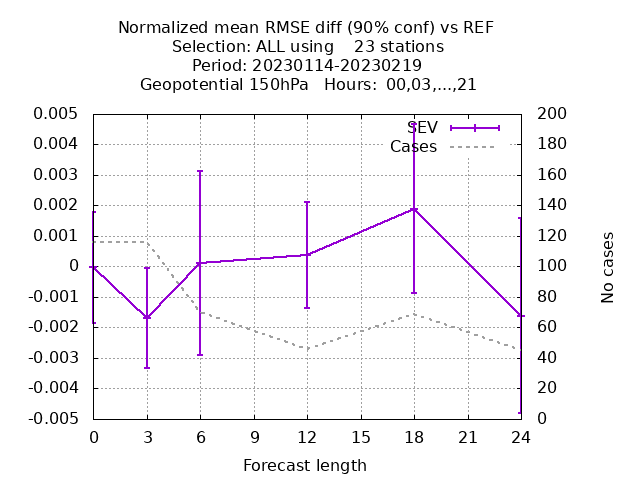 Normalized mean RMSE diff (90% conf) vs REF
Selection: ALL using    23 stations
Period: 20230114-20230219
Geopotential 150hPa   Hours:  00,03,...,21
SEV
Cases
0.005
0.004
0.003
0.002
0.001
0
-0.001
-0.002
-0.003
-0.004
-0.005
200
180
160
140
120
100
80
60
40
20
0
No cases
0 3 6 9 12 15 18 21 24
Forecast length